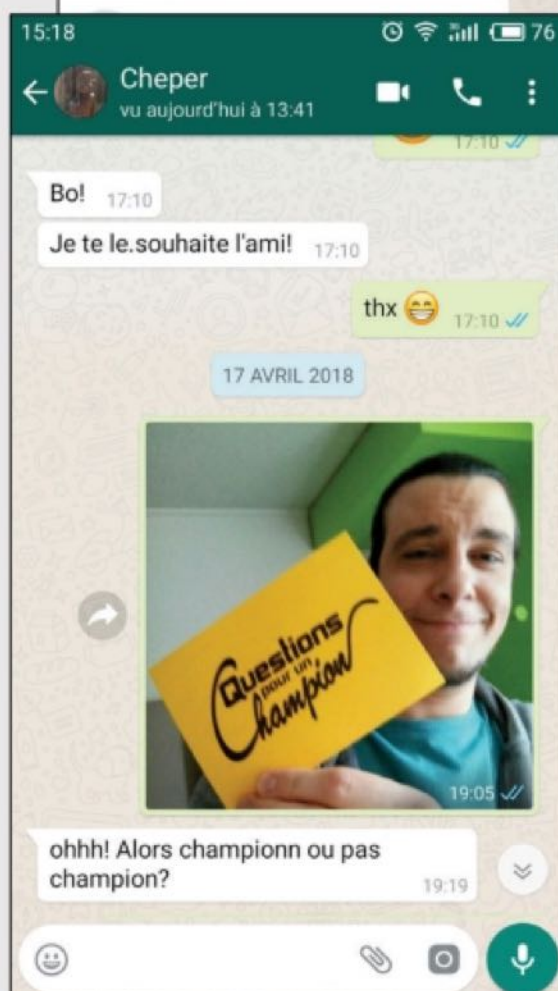 15:18
76
Cheper
vu aujourd'hui à 13:41
17:10
Bo! 17:10
Je te le.souhaite l'ami! 17:10
thx 😁 17:10
17 AVRIL 2018
Questions
pour un
Champion
19:05
ohhh! Alors championn ou pas
champion? 19:19